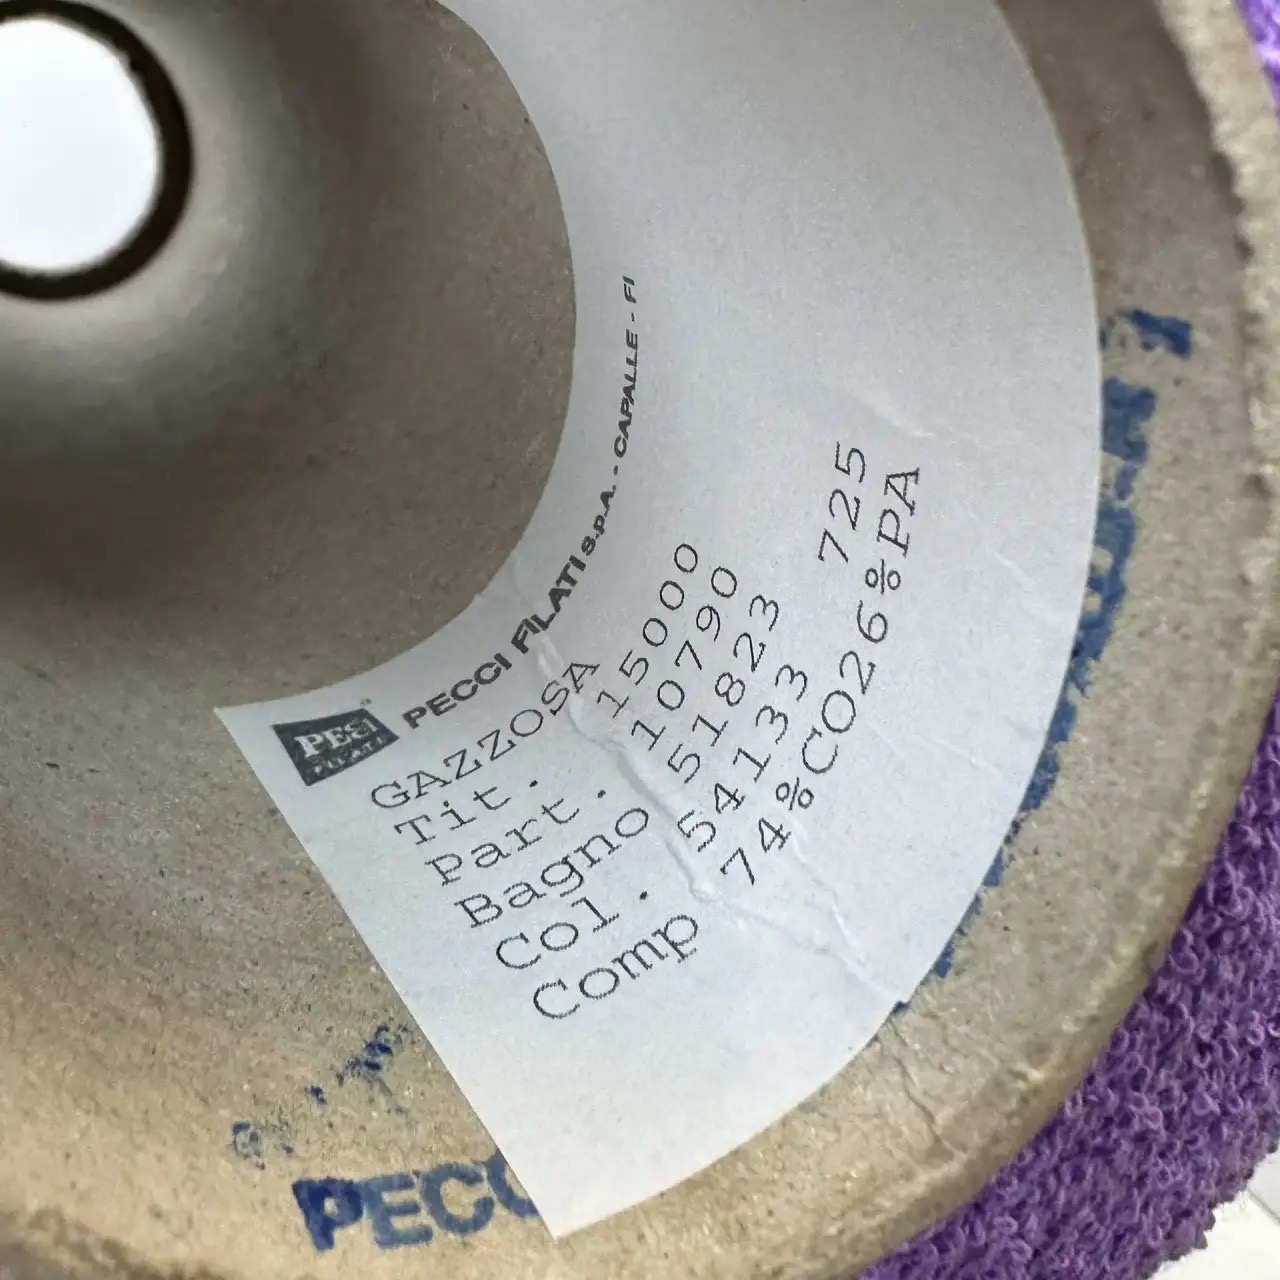 PEC
PECCI FILATI s.p.A. - CAPALLE - FI
GAZZOSA
Tit. 15000
Part. 10790
Bagno 51823
Col. 54133 725
Comp 74%CO26%PA
PECC